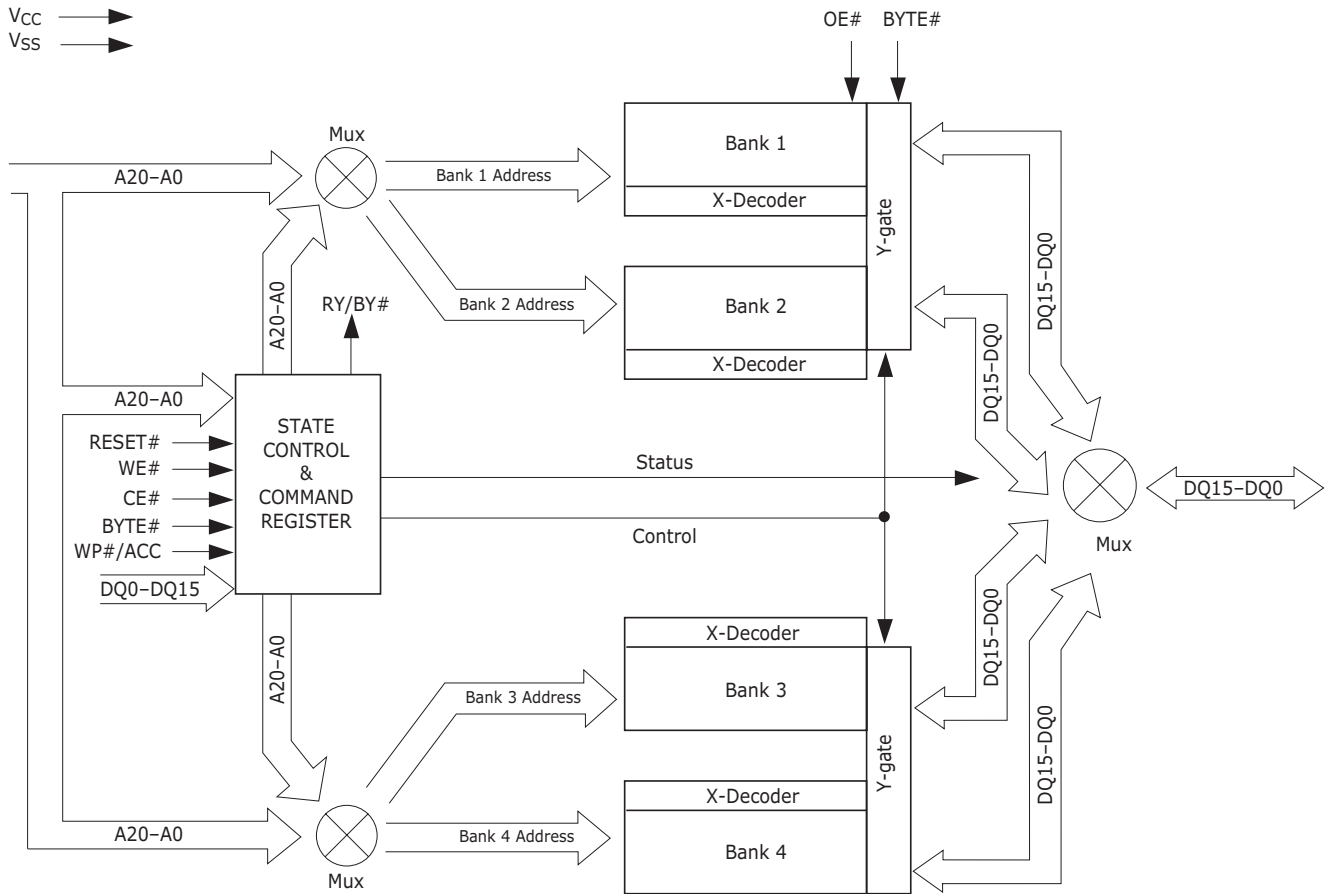 VCC
VSS
OE# BYTE#
Mux
A20–A0
Bank 1 Address
Bank 1
X-Decoder
Y-gate
DQ15–DQ0
A20–A0
RY/BY#
Bank 2 Address
Bank 2
X-Decoder
DQ15–DQ0
A20–A0
RESET#
WE#
CE#
BYTE#
WP#/ACC
DQ0–DQ15
STATE
CONTROL
&
COMMAND
REGISTER
Status
Control
DQ15–DQ0
Mux
A20–A0
X-Decoder
Bank 3
Bank 3 Address
DQ15–DQ0
Y-gate
DQ15–DQ0
X-Decoder
Bank 4
Bank 4 Address
A20–A0
Mux